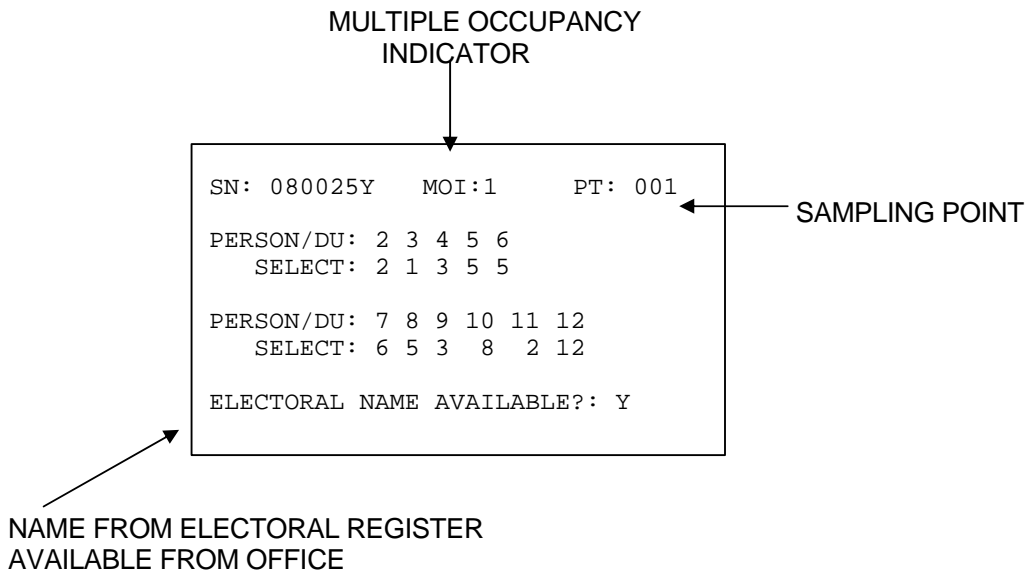 MULTIPLE OCCUPANCY
INDICATOR
SN: 080025Y MOI:1 PT: 001
SAMPLING POINT
PERSON/DU: 2 3 4 5 6
SELECT: 2 1 3 5 5
PERSON/DU: 7 8 9 10 11 12
SELECT: 6 5 3 8 2 12
ELECTORAL NAME AVAILABLE?: Y
NAME FROM ELECTORAL REGISTER
AVAILABLE FROM OFFICE